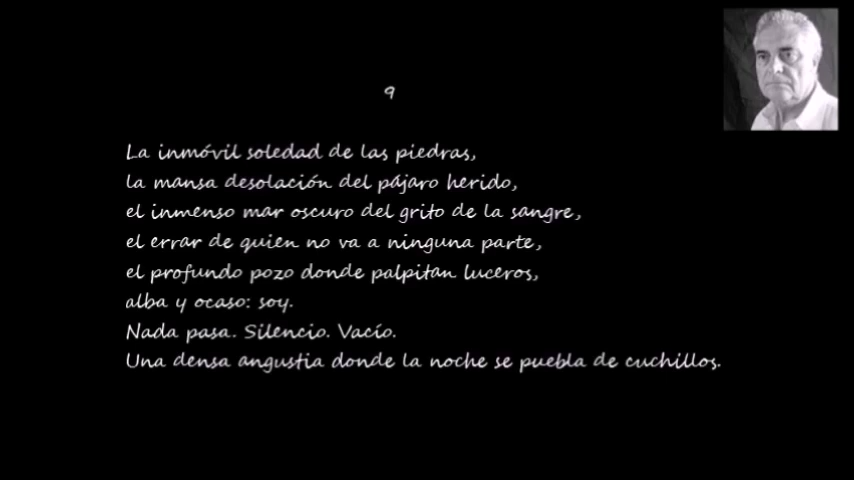 9
La inmóvil soledad de las piedras,
la mansa desolación del pájaro herido,
el inmenso mar oscuro del grito de la sangre,
el errar de quien no va a ninguna parte,
el profundo pozo donde palpitan luceros,
alba y ocaso: soy.
Nada pasa. Silencio. Vacío.
Una densa angustia donde la noche se puebla de cuchillos.